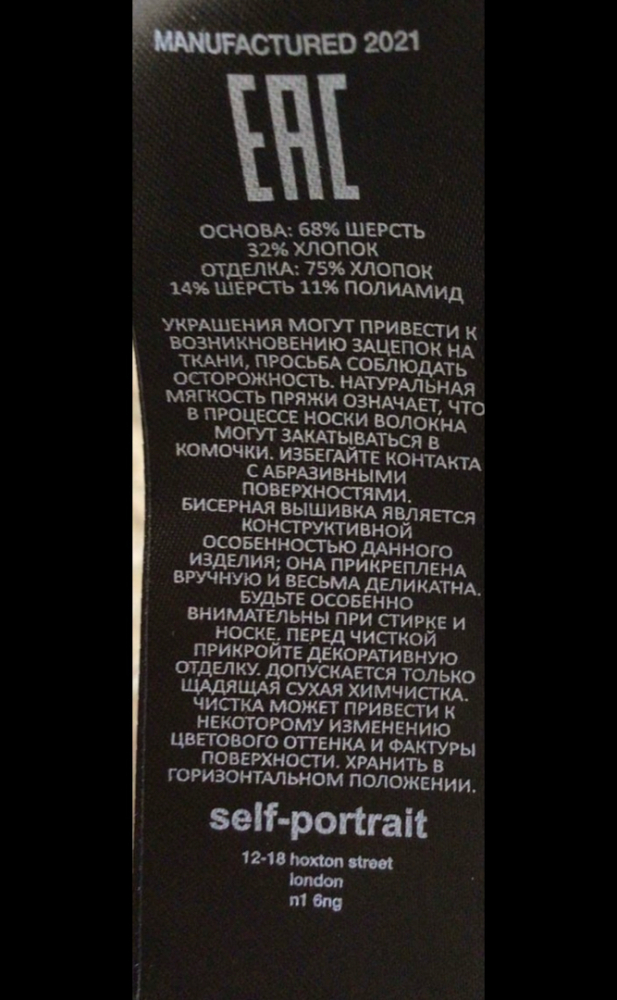 MANUFACTURED 2021
EAC
ОСНОВА: 68% ШЕРСТЬ
32% ХЛОПОК
ОТДЕЛКА: 75% ХЛОПОК
14% ШЕРСТЬ 11% ПОЛИАМИД
УКРАШЕНИЯ МОГУТ ПРИВЕСТИ К
ВОЗНИКНОВЕНИЮ ЗАЦЕПОК НА
ТКАНИ, ПРОСЬБА СОБЛЮДАТЬ
ОСТОРОЖНОСТЬ. НАТУРАЛЬНАЯ
МЯГКОСТЬ ПРЯЖИ ОЗНАЧАЕТ, ЧТО
В ПРОЦЕССЕ НОСКИ ВОЛОКНА
МОГУТ ЗАКАТЫВАТЬСЯ В
КОМОЧКИ. ИЗБЕГАЙТЕ КОНТАКТА
С АБРАЗИВНЫМИ
ПОВЕРХНОСТЯМИ.
БИСЕРНАЯ ВЫШИВКА ЯВЛЯЕТСЯ
КОНСТРУКТИВНОЙ
ОСОБЕННОСТЬЮ ДАННОГО
ИЗДЕЛИЯ; ОНА ПРИКРЕПЛЕНА
ВРУЧНУЮ И ВЕСЬМА ДЕЛИКАТНА.
БУДЬТЕ ОСОБЕННО
ВНИМАТЕЛЬНЫ ПРИ СТИРКЕ И
НОСКЕ. ПЕРЕД ЧИСТКОЙ
ПРИКРОЙТЕ ДЕКОРАТИВНУЮ
ОТДЕЛКУ. ДОПУСКАЕТСЯ ТОЛЬКО
ЩАДЯЩАЯ СУХАЯ ХИМЧИСТКА.
ЧИСТКА МОЖЕТ ПРИВЕСТИ К
НЕКОТОРОМУ ИЗМЕНЕНИЮ
ЦВЕТОВОГО ОТТЕНКА И ФАКТУРЫ
ПОВЕРХНОСТИ. ХРАНИТЬ В
ГОРИЗОНТАЛЬНОМ ПОЛОЖЕНИИ.
self-portrait
12-18 hoxton street
london
n1 6ng